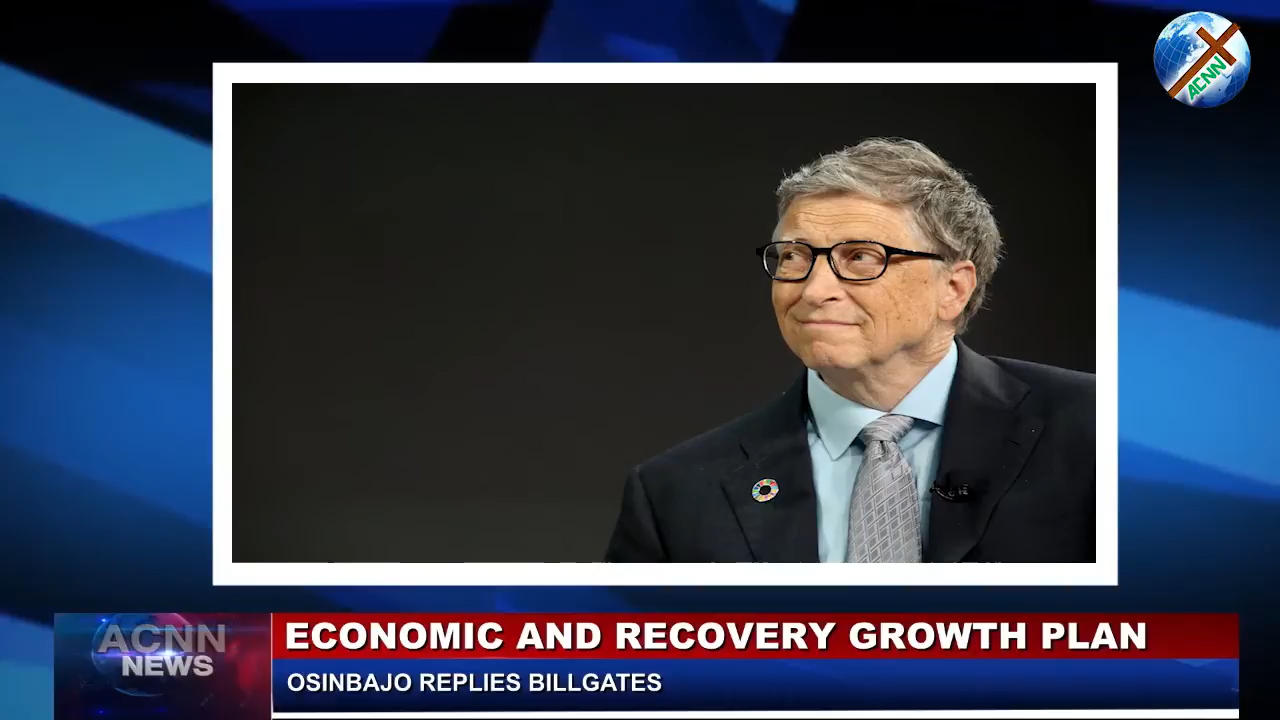 ACNN
ECONOMIC AND RECOVERY GROWTH PLAN
ACNN
NEWS
OSINBAJO REPLIES BILLGATES